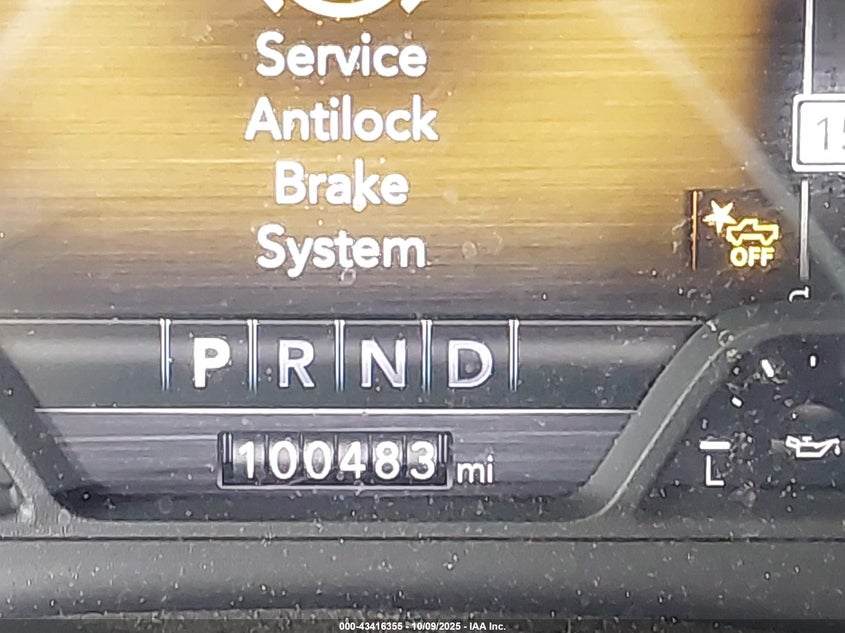 Service
Antilock
Brake
System
OFF
P R N D
100483 mi
L
000-43416355 - 10/09/2025 - IAA Inc.